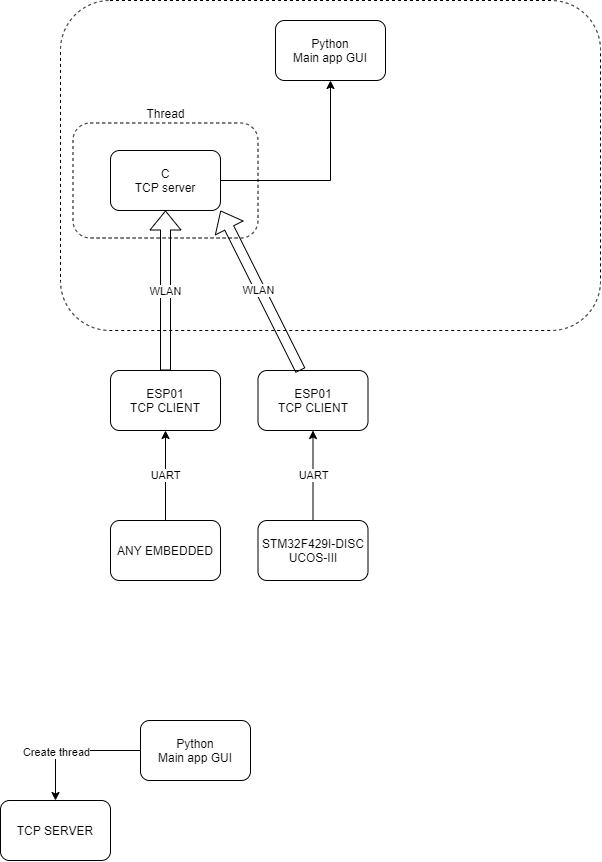 Python
Main app GUI
Thread
C
TCP server
WLAN
WLAN
ESP01
TCP CLIENT
ESP01
TCP CLIENT
UART
UART
ANY EMBEDDED
STM32F429I-DISC
UCOS-III
Python
Main app GUI
Create thread
TCP SERVER